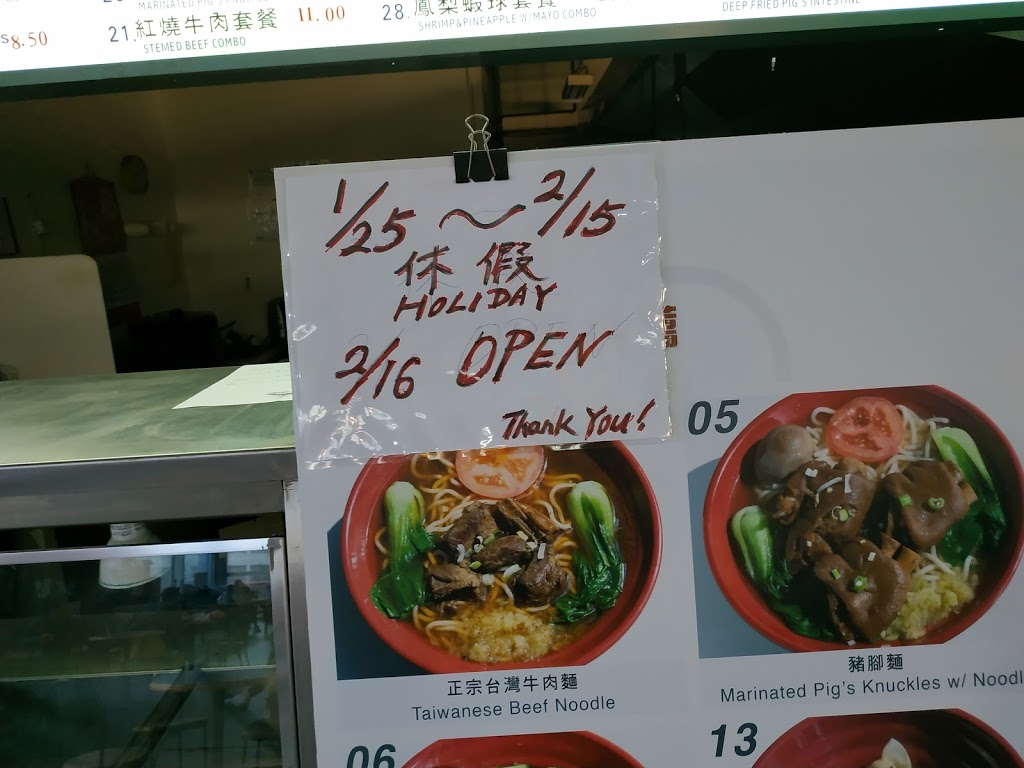 MARINATED PIG'S KNUCKLES
8.50
21.紅燒牛肉套餐 11.00
STEMED BEEF COMBO
28. 鳳梨蝦球套餐
SHRIMP&PINEAPPLE W/ MAYO COMBO
DEEP FRIED PIG'S INTESTINE
1/25 ~ 2/15
休假
HOLIDAY
2/16 OPEN
Thank You!
05
正宗台灣牛肉麵
Taiwanese Beef Noodle
豬腳麵
Marinated Pig's Knuckles w/ Noodl
06
13